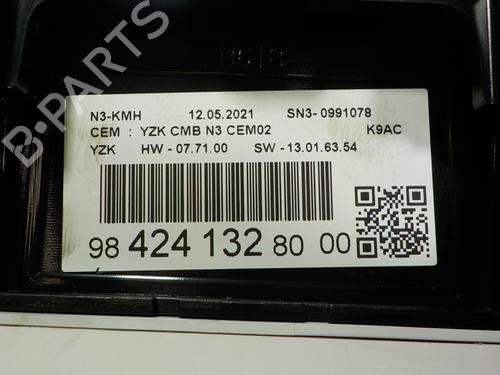 N3-KMH 12.05.2021 SN3- 0991078
CEM : YZK CMB N3 CEM02 K9AC
YZK HW - 07.71.00 SW - 13.01.63.54
98 424 132 80 00
B-PARTS